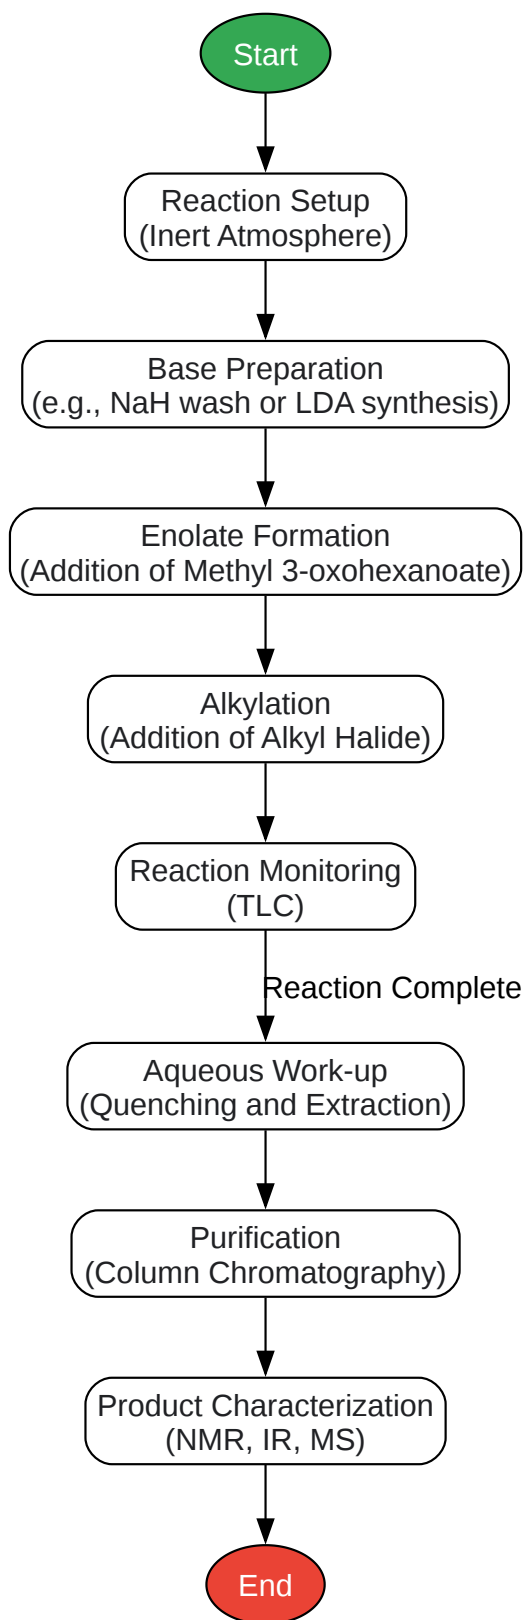 Start
Reaction Setup
(Inert Atmosphere)
Base Preparation
(e.g., NaH wash or LDA synthesis)
Enolate Formation
(Addition of Methyl 3-oxohexanoate)
Alkylation
(Addition of Alkyl Halide)
Reaction Monitoring
(TLC)
Reaction Complete
Aqueous Work-up
(Quenching and Extraction)
Purification
(Column Chromatography)
Product Characterization
(NMR, IR, MS)
End